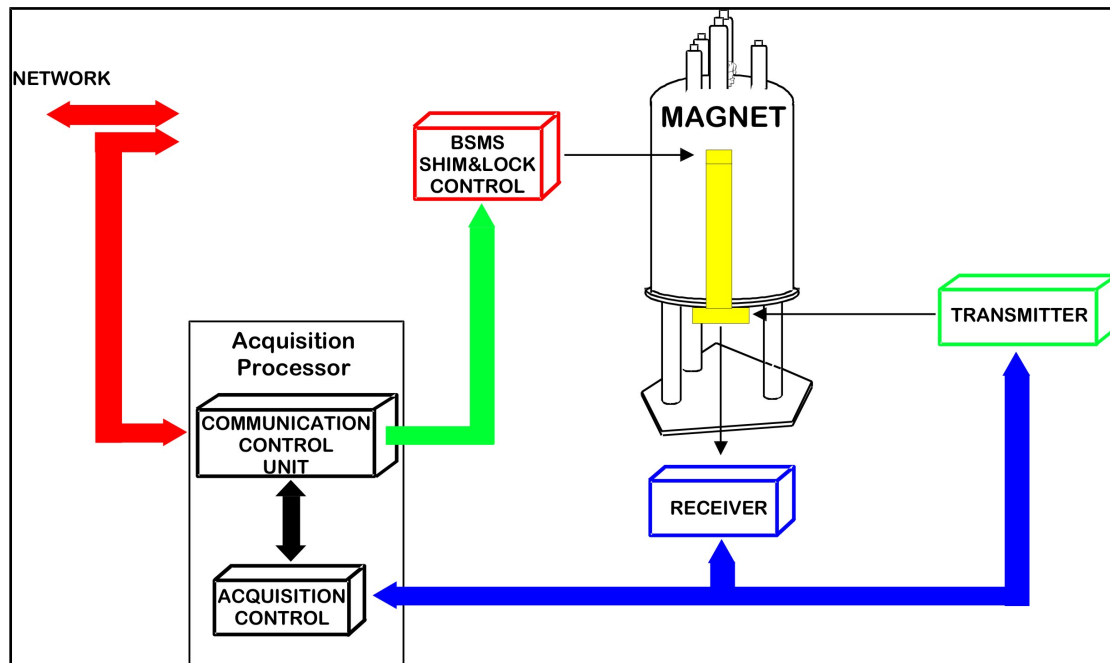 NETWORK
BSMS
SHIM&LOCK
CONTROL
MAGNET
TRANSMITTER
Acquisition
Processor
COMMUNICATION
CONTROL
UNIT
RECEIVER
ACQUISITION
CONTROL